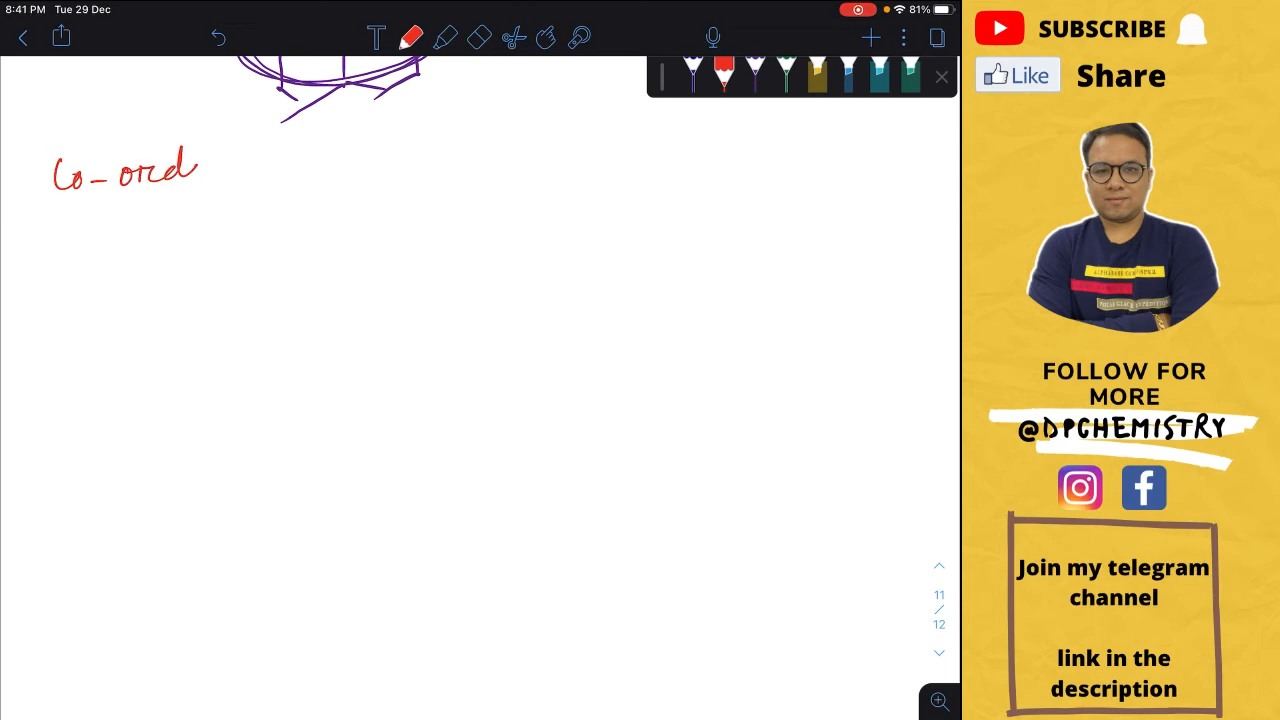 8:41 PM Tue 29 Dec
81%
T
Co-ord
11
12
SUBSCRIBE
Like
Share
FOLLOW FOR
MORE
@DPCHEMISTRY
Join my telegram
channel
link in the
description